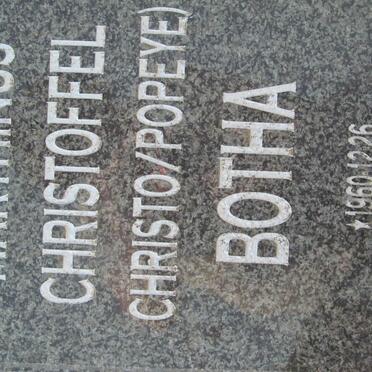 CHRISTOFFEL
(CHRISTO/POPEYE)
BOTHA
★1960·12·26